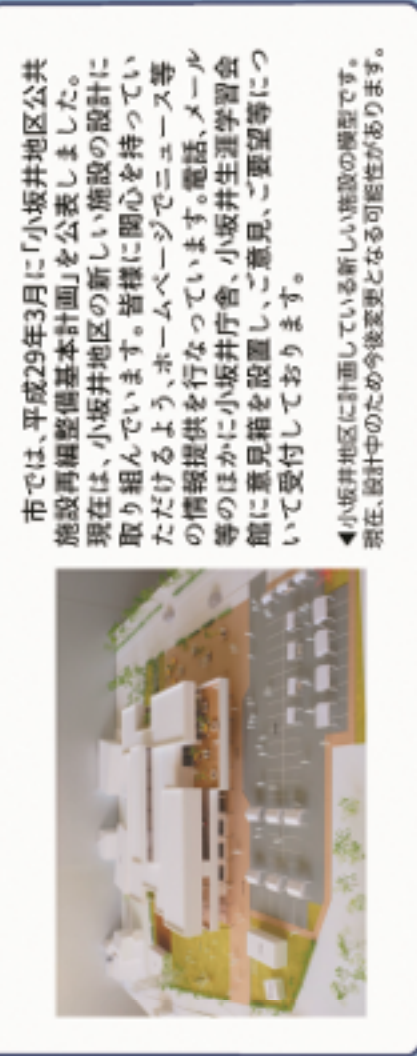 市では、平成29年3月に「小坂井地区公共
施設再編整備基本計画」を公表しました。
現在は、小坂井地区の新しい施設の設計に
取り組んでいます。皆様に関心を持ってい
ただけるよう、ホームページでニュース等
の情報提供を行なっています。電話、メール
等のほかに小坂井庁舎、小坂井生涯学習会
館に意見箱を設置し、ご意見、ご要望等につ
いて受付しております。
◀小坂井地区に計画している新しい施設の模型です。
現在、設計中のため今後変更となる可能性があります。